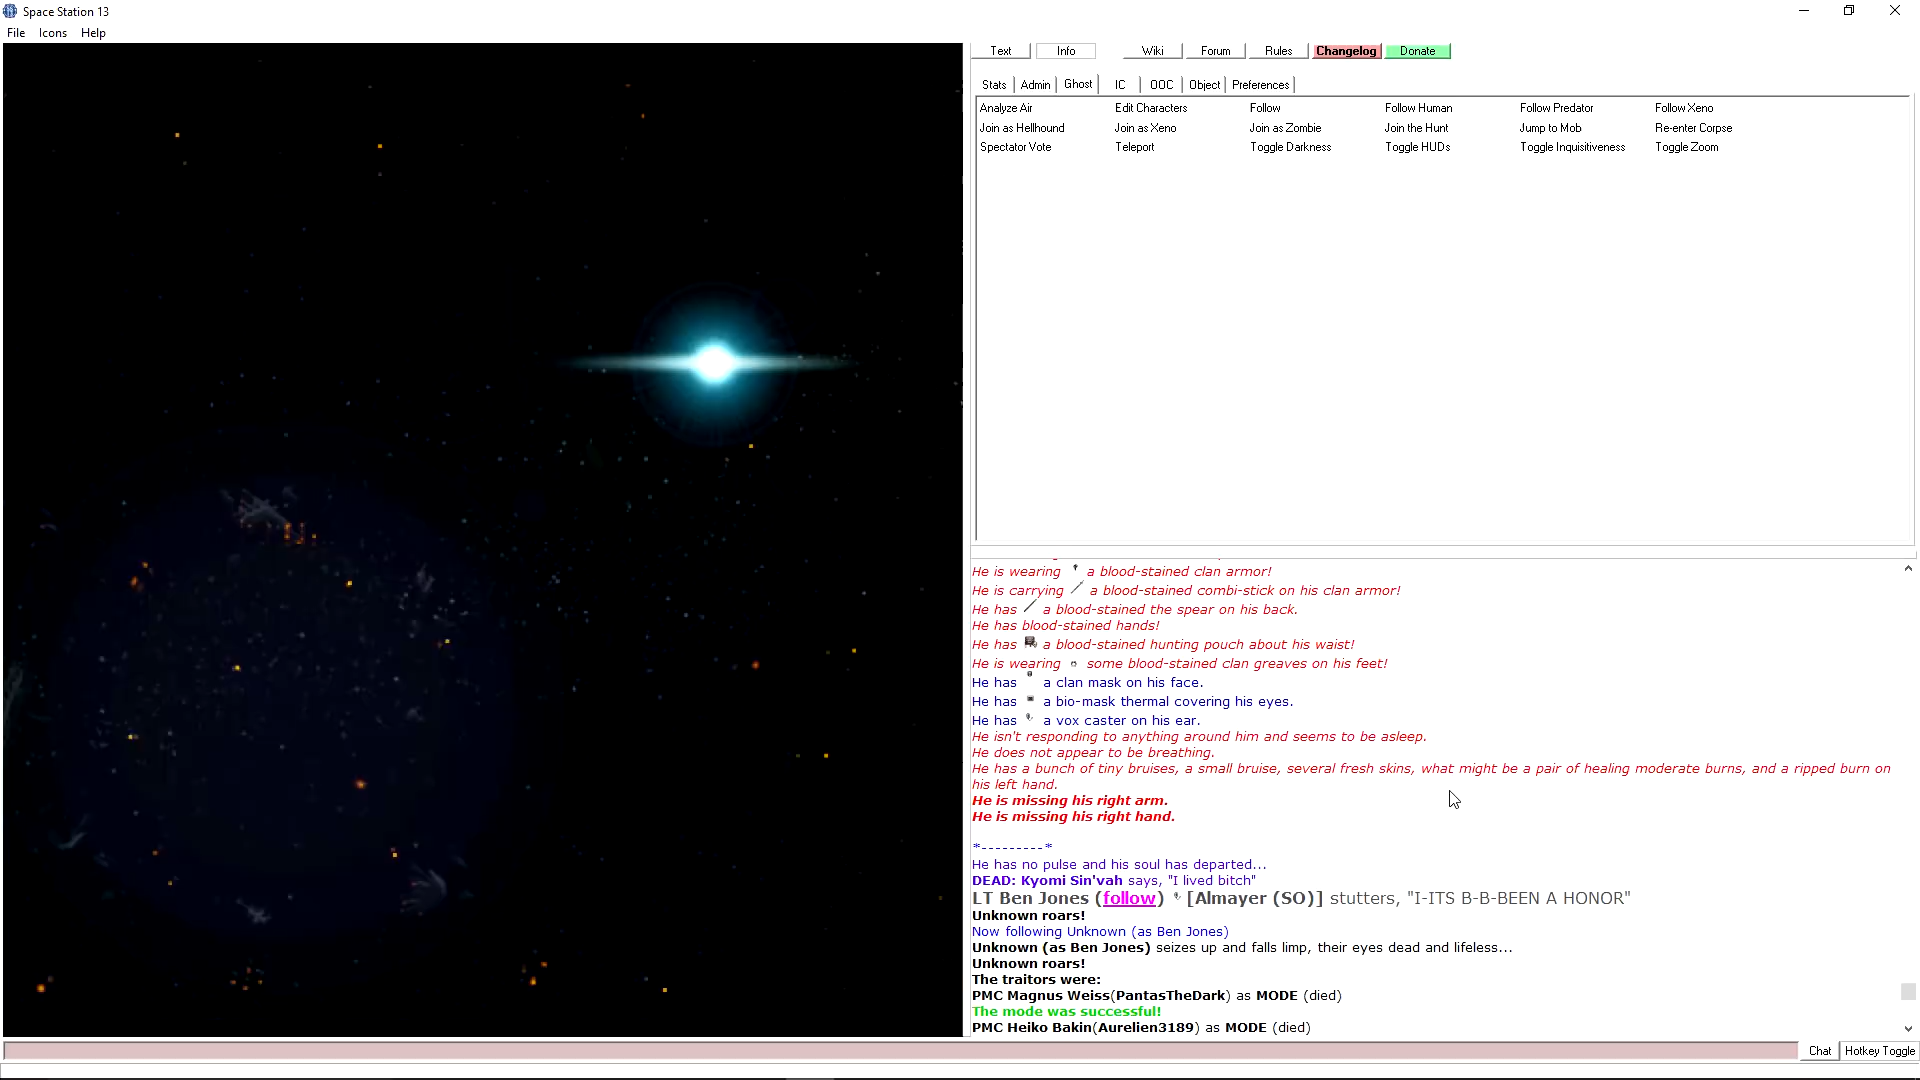 Space Station 13
File Icons Help
Text Info Wiki Forum Rules Changelog Donate
Stats Admin Ghost IC OOC Object Preferences
Analyze Air Edit Characters Follow Follow Human Follow Predator Follow Xeno
Join as Hellhound Join as Xeno Join as Zombie Join the Hunt Jump to Mob Re-enter Corpse
Spectator Vote Teleport Toggle Darkness Toggle HUDs Toggle Inquisitiveness Toggle Zoom
He is wearing a blood-stained clan armor!
He is carrying a blood-stained combi-stick on his clan armor!
He has a blood-stained the spear on his back.
He has blood-stained hands!
He has a blood-stained hunting pouch about his waist!
He is wearing some blood-stained clan greaves on his feet!
He has a clan mask on his face.
He has a bio-mask thermal covering his eyes.
He has a vox caster on his ear.
He isn't responding to anything around him and seems to be asleep.
He does not appear to be breathing.
He has a bunch of tiny bruises, a small bruise, several fresh skins, what might be a pair of healing moderate burns, and a ripped burn on
his left hand.
He is missing his right arm.
He is missing his right hand.
*---------*
He has no pulse and his soul has departed...
DEAD: Kyomi Sin'vah says, "I lived bitch"
LT Ben Jones (follow) [Almayer (SO)] stutters, "I-ITS B-B-BEEN A HONOR"
Unknown roars!
Now following Unknown (as Ben Jones)
Unknown (as Ben Jones) seizes up and falls limp, their eyes dead and lifeless...
Unknown roars!
The traitors were:
PMC Magnus Weiss(PantasTheDark) as MODE (died)
The mode was successful!
PMC Heiko Bakin(Aurelien3189) as MODE (died)
Chat Hotkey Toggle